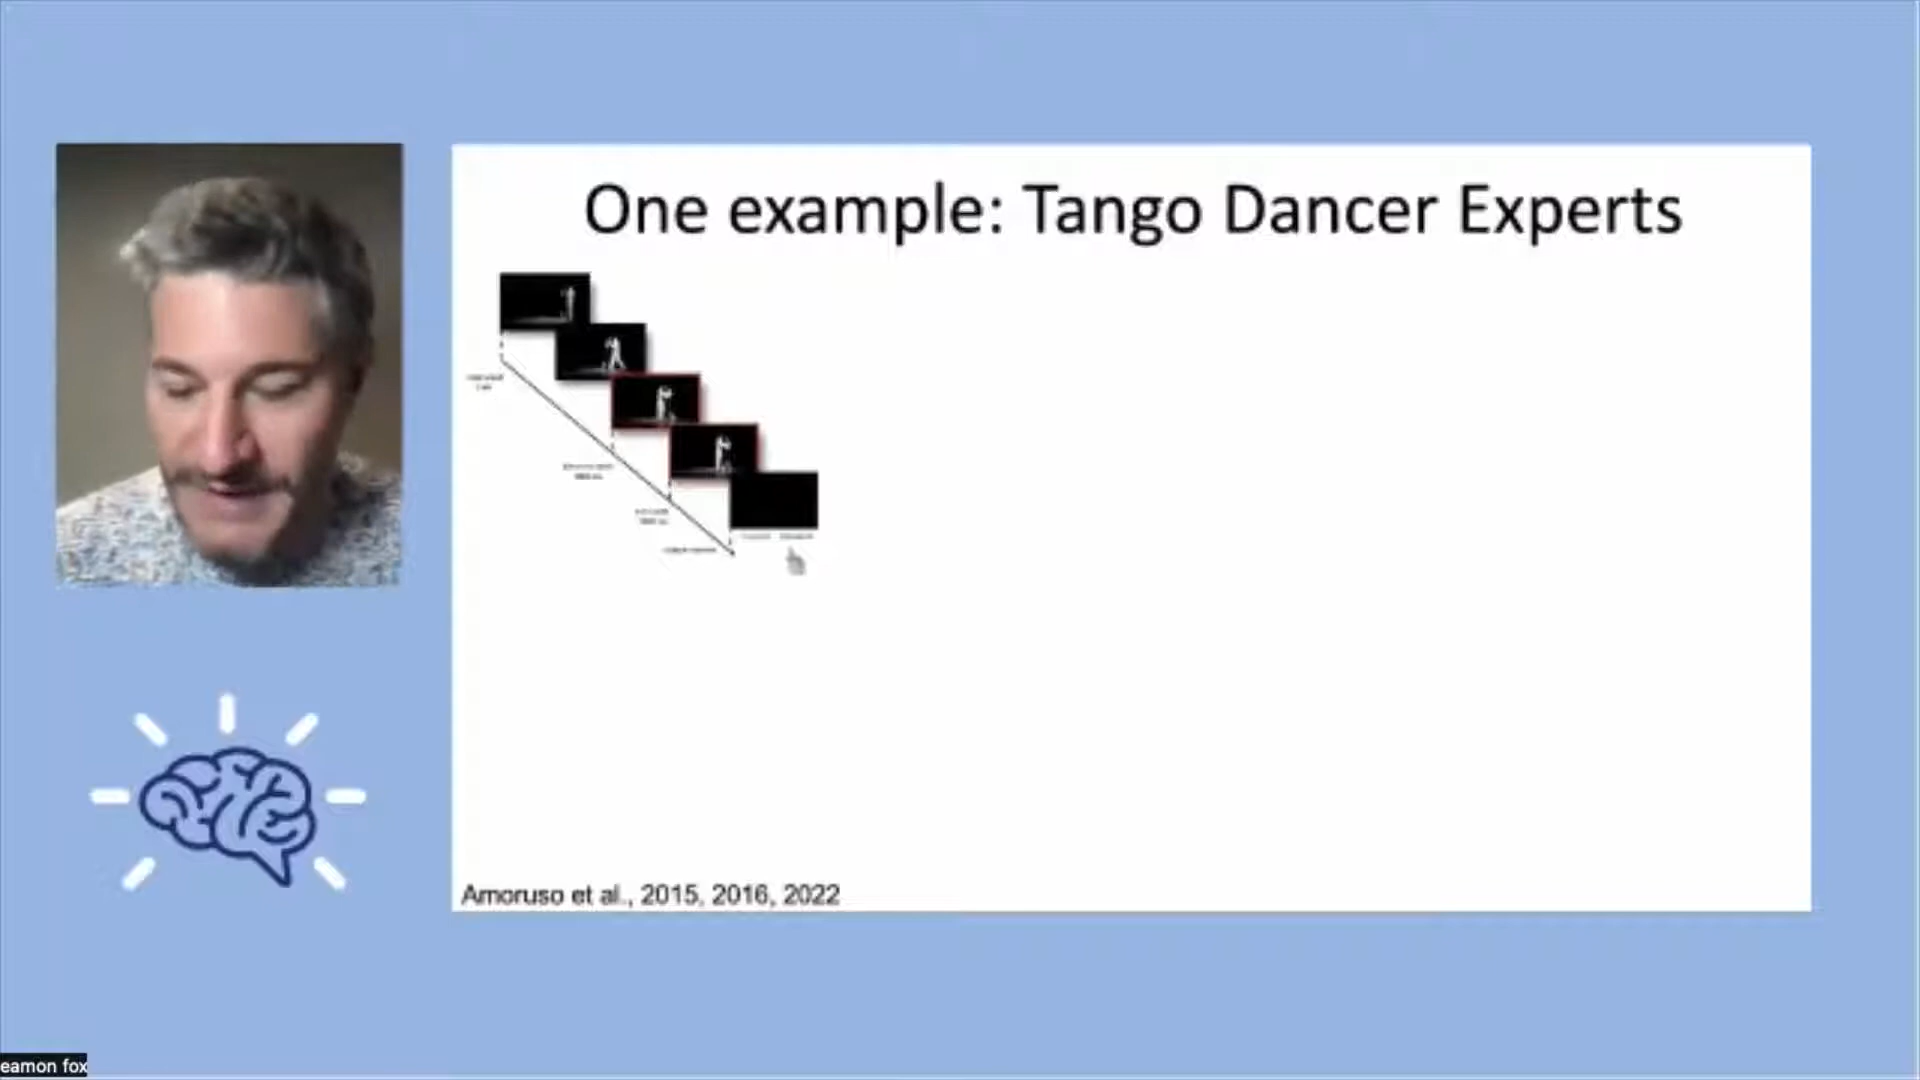 One example: Tango Dancer Experts
Amoruso et al., 2015, 2016, 2022
eamon fox